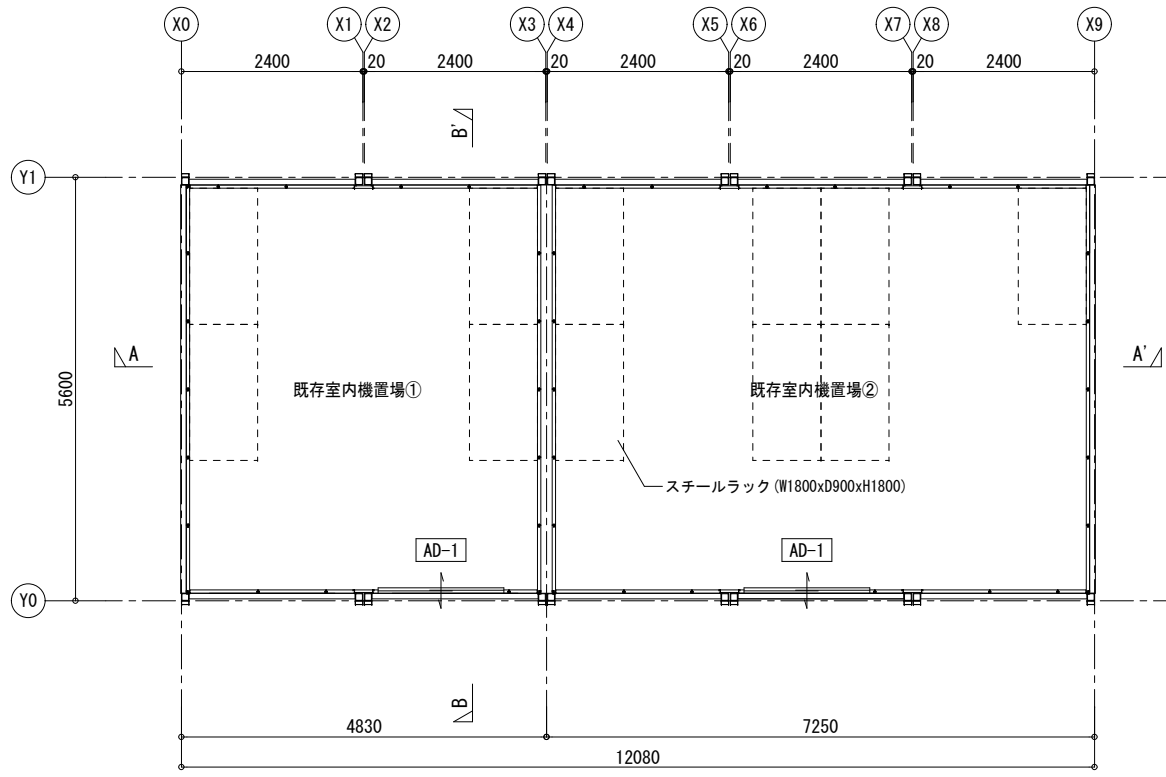 X0 X1 X2 X3 X4 X5 X6 X7 X8 X9
2400 20 2400 20 2400 20 2400 20 2400
B'
Y1
A A'
5600
既存室内機置場① 既存室内機置場②
スチールラック(W1800xD900xH1800)
AD-1 AD-1
Y0
B
4830 7250
12080